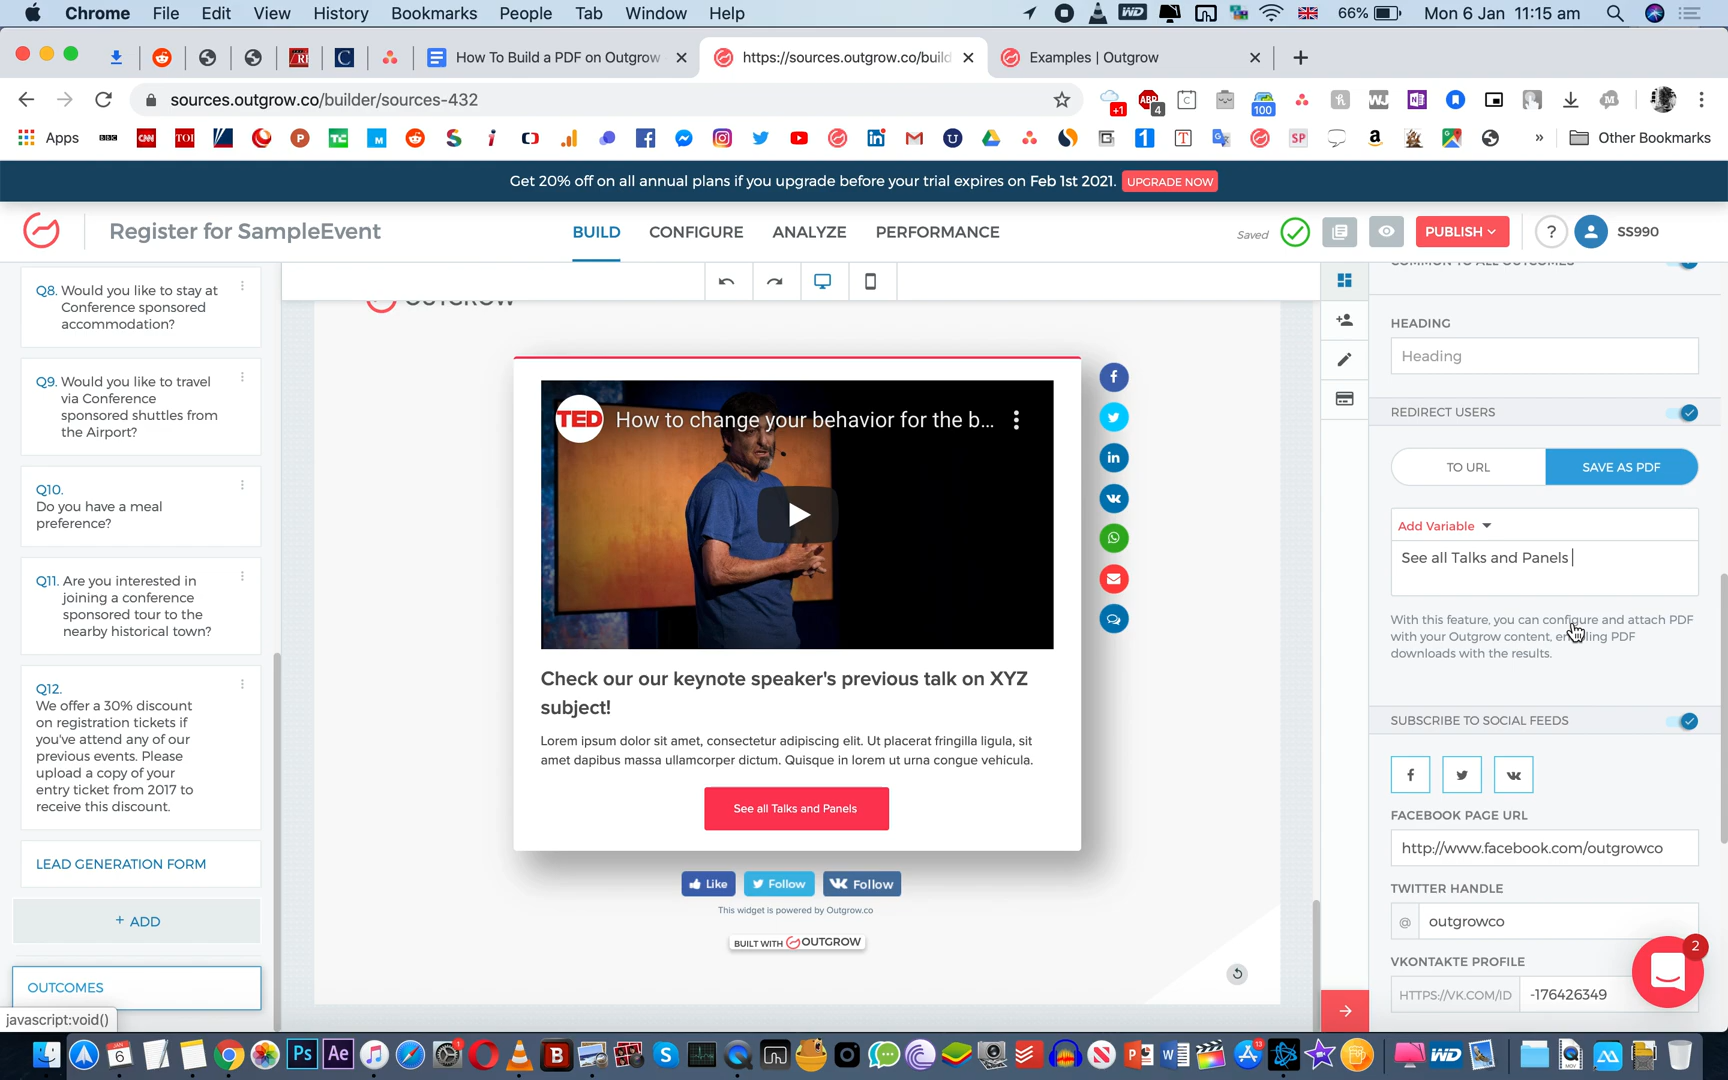 Chrome File Edit View History Bookmarks People Tab Window Help
WD
66%
Mon 6 Jan 11:15 am
How To Build a PDF on Outgrow
https://sources.outgrow.co/build
Examples | Outgrow
sources.outgrow.co/builder/sources-432
+1
ABP
4
100
Apps
BBC
CNN
TOI
Other Bookmarks
Get 20% off on all annual plans if you upgrade before your trial expires on Feb 1st 2021.
UPGRADE NOW
Register for SampleEvent
BUILD
CONFIGURE
ANALYZE
PERFORMANCE
Saved
PUBLISH
?
SS990
Q8. Would you like to stay at
Conference sponsored
accommodation?
Q9. Would you like to travel
via Conference
sponsored shuttles from
the Airport?
Q10.
Do you have a meal
preference?
Q11. Are you interested in
joining a conference
sponsored tour to the
nearby historical town?
Q12.
We offer a 30% discount
on registration tickets if
you've attend any of our
previous events. Please
upload a copy of your
entry ticket from 2017 to
receive this discount.
LEAD GENERATION FORM
+ ADD
OUTCOMES
javascript:void()
OUTGROW
TED
How to change your behavior for the b...
Check our our keynote speaker's previous talk on XYZ
subject!
Lorem ipsum dolor sit amet, consectetur adipiscing elit. Ut placerat fringilla ligula, sit
amet dapibus massa ullamcorper dictum. Quisque in lorem ut urna congue vehicula.
See all Talks and Panels
Like
Follow
Follow
This widget is powered by Outgrow.co
BUILT WITH OUTGROW
COMMON TO ALL OUTCOMES
HEADING
Heading
REDIRECT USERS
TO URL
SAVE AS PDF
Add Variable
See all Talks and Panels
With this feature, you can configure and attach PDF
with your Outgrow content, enabling PDF
downloads with the results.
SUBSCRIBE TO SOCIAL FEEDS
FACEBOOK PAGE URL
http://www.facebook.com/outgrowco
TWITTER HANDLE
@ outgrowco
2
VKONTAKTE PROFILE
HTTPS://VK.COM/ID -176426349